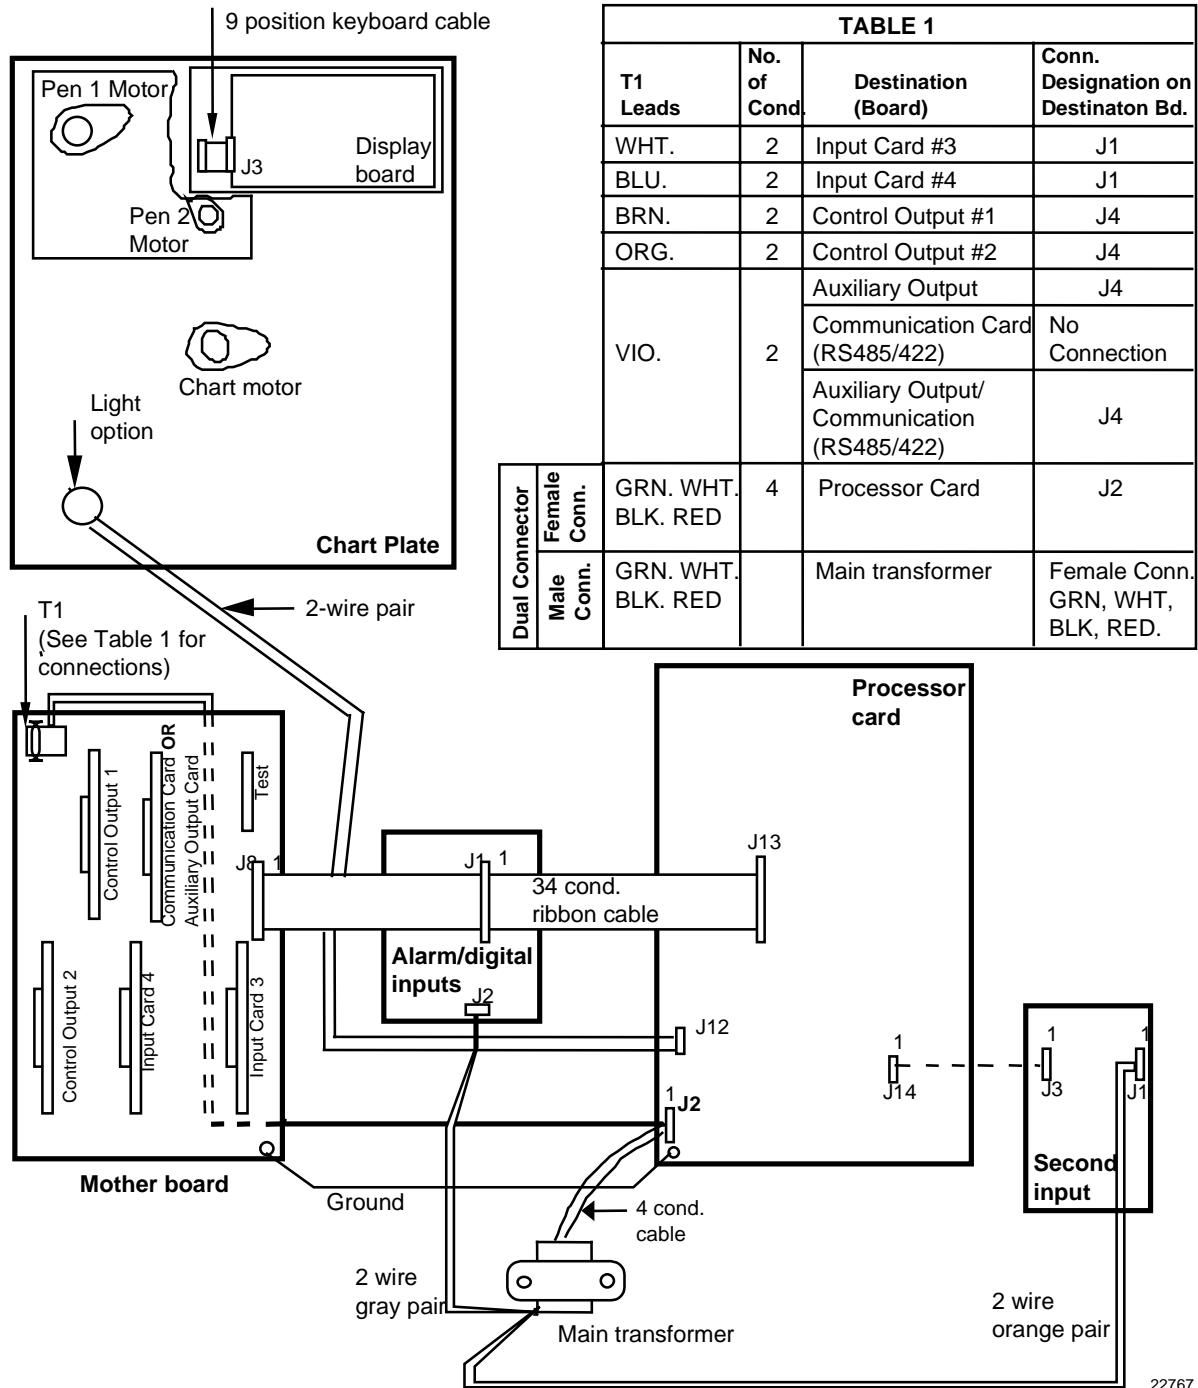 9 position keyboard cable
Pen 1 Motor
J3
Display
board
Pen 2
Motor
Chart motor
Light
option
Chart Plate
2-wire pair
TABLE 1
T1
Leads
No.
of
Cond.
Destination
(Board)
Conn.
Designation on
Destinaton Bd.
WHT. 2 Input Card #3 J1
BLU. 2 Input Card #4 J1
BRN. 2 Control Output #1 J4
ORG. 2 Control Output #2 J4
VIO. 2
Auxiliary Output J4
Communication Card
(RS485/422)
No
Connection
Auxiliary Output/
Communication
(RS485/422)
J4
Dual Connector
Female
Conn.
GRN. WHT.
BLK. RED
4 Processor Card J2
Male
Conn.
GRN. WHT.
BLK. RED
Main transformer
Female Conn.
GRN, WHT,
BLK, RED.
T1
(See Table 1 for
connections)
Control Output 1
Communication Card OR
Auxiliary Output Card
Test
J8 1
Control Output 2
Input Card 4
Input Card 3
Mother board
J1 1
34 cond.
ribbon cable
Alarm/digital
inputs
J2
Processor
card
J13
J12
1
J14
1
J2
1
J3
1
J1
Second
input
Ground
4 cond.
cable
2 wire
gray pair
Main transformer
2 wire
orange pair
22767